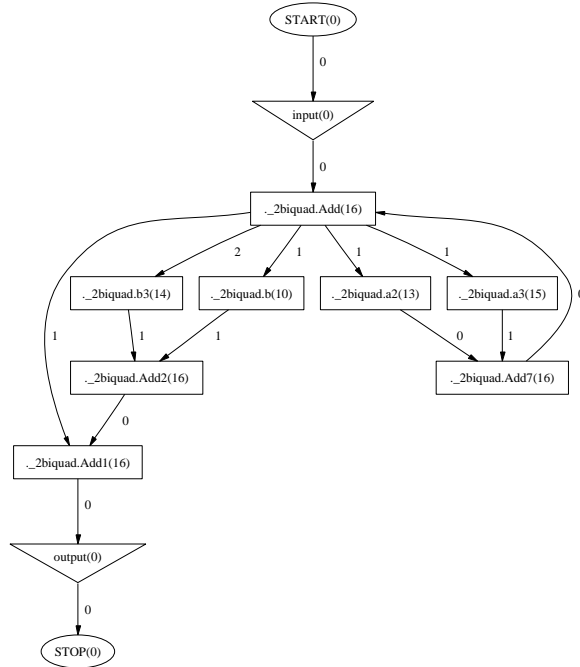 START(0)
0
input(0)
0
._2biquad.Add(16)
2
1
1
1
._2biquad.b3(14)
._2biquad.b(10)
._2biquad.a2(13)
._2biquad.a3(15)
0
1
1
1
0
1
._2biquad.Add2(16)
._2biquad.Add7(16)
0
._2biquad.Add1(16)
0
output(0)
0
STOP(0)